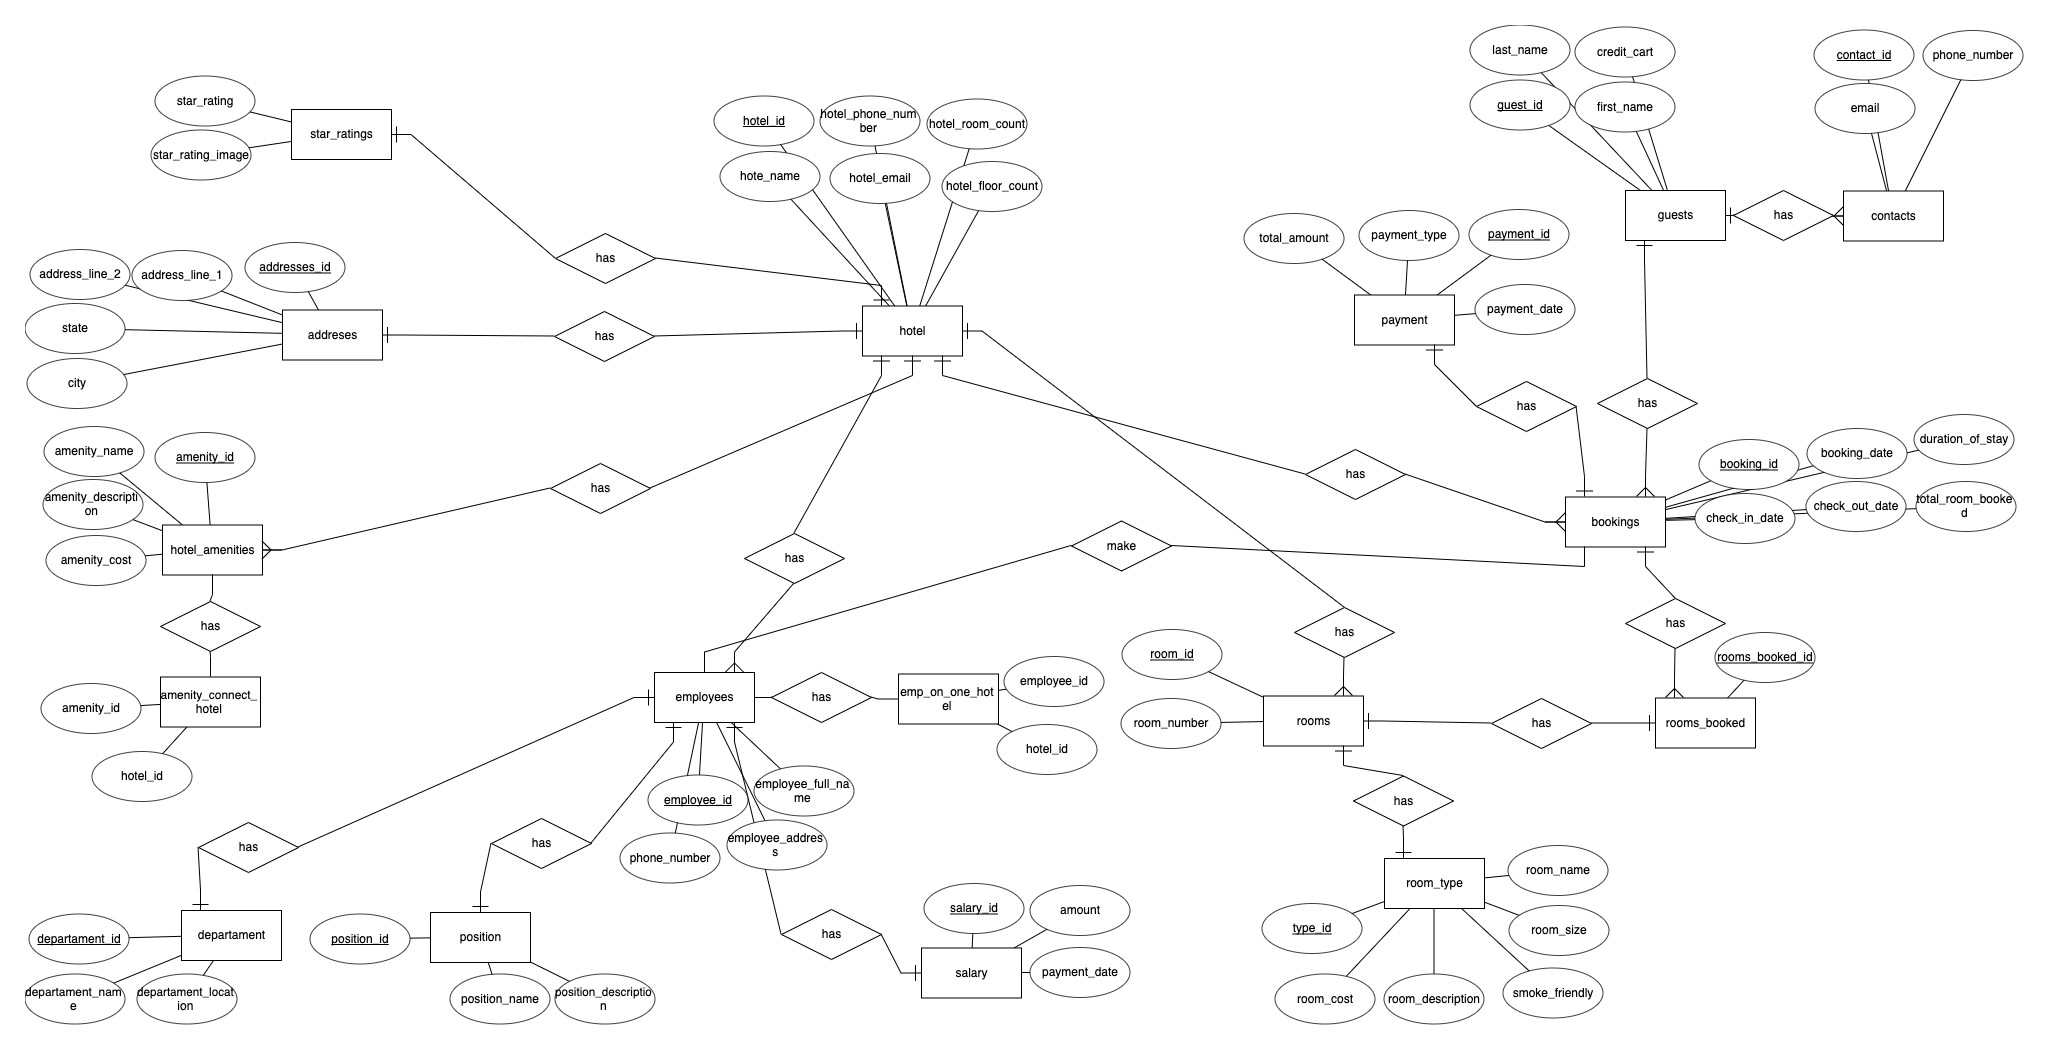 last_name
credit_cart
contact_id
phone_number
guest_id
first_name
email
star_rating
star_ratings
star_rating_image
hotel_id
hotel_phone_num
ber
hotel_room_count
hote_name
hotel_email
hotel_floor_count
guests
has
contacts
total_amount
payment_type
payment_id
payment_date
payment
has
address_line_2
address_line_1
addresses_id
state
addreses
city
has
hotel
has
has
amenity_name
amenity_id
amenity_descripti
on
amenity_cost
hotel_amenities
has
has
booking_id
booking_date
duration_of_stay
bookings
check_in_date
check_out_date
total_room_booke
d
make
has
has
amenity_connect_
hotel
amenity_id
hotel_id
employees
has
emp_on_one_hot
el
employee_id
hotel_id
room_id
room_number
has
rooms
has
has
rooms_booked_id
rooms_booked
employee_id
employee_full_na
me
phone_number
employee_addres
s
has
has
has
has
departament_id
departament
departament_nam
e
departament_locat
ion
position_id
position
position_name
position_descriptio
n
salary_id
amount
salary
payment_date
room_type
room_name
type_id
room_size
room_cost
room_description
smoke_friendly